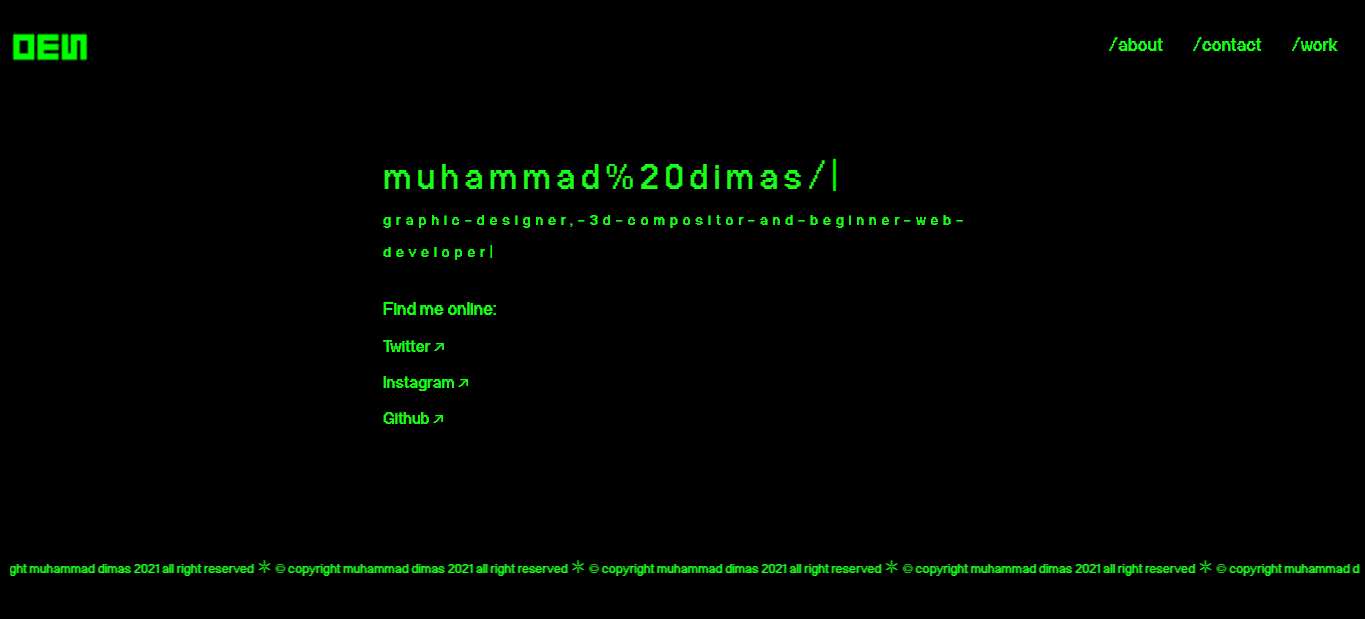 /about /contact /work
muhammad%20dimas/|
graphic-designer,-3d-compositor-and-beginner-web-
developer|
Find me online:
Twitter ↗
Instagram ↗
Github ↗
ght muhammad dimas 2021 all right reserved ✳ © copyright muhammad dimas 2021 all right reserved ✳ © copyright muhammad dimas 2021 all right reserved ✳ © copyright muhammad dimas 2021 all right reserved ✳ © copyright muhammad d